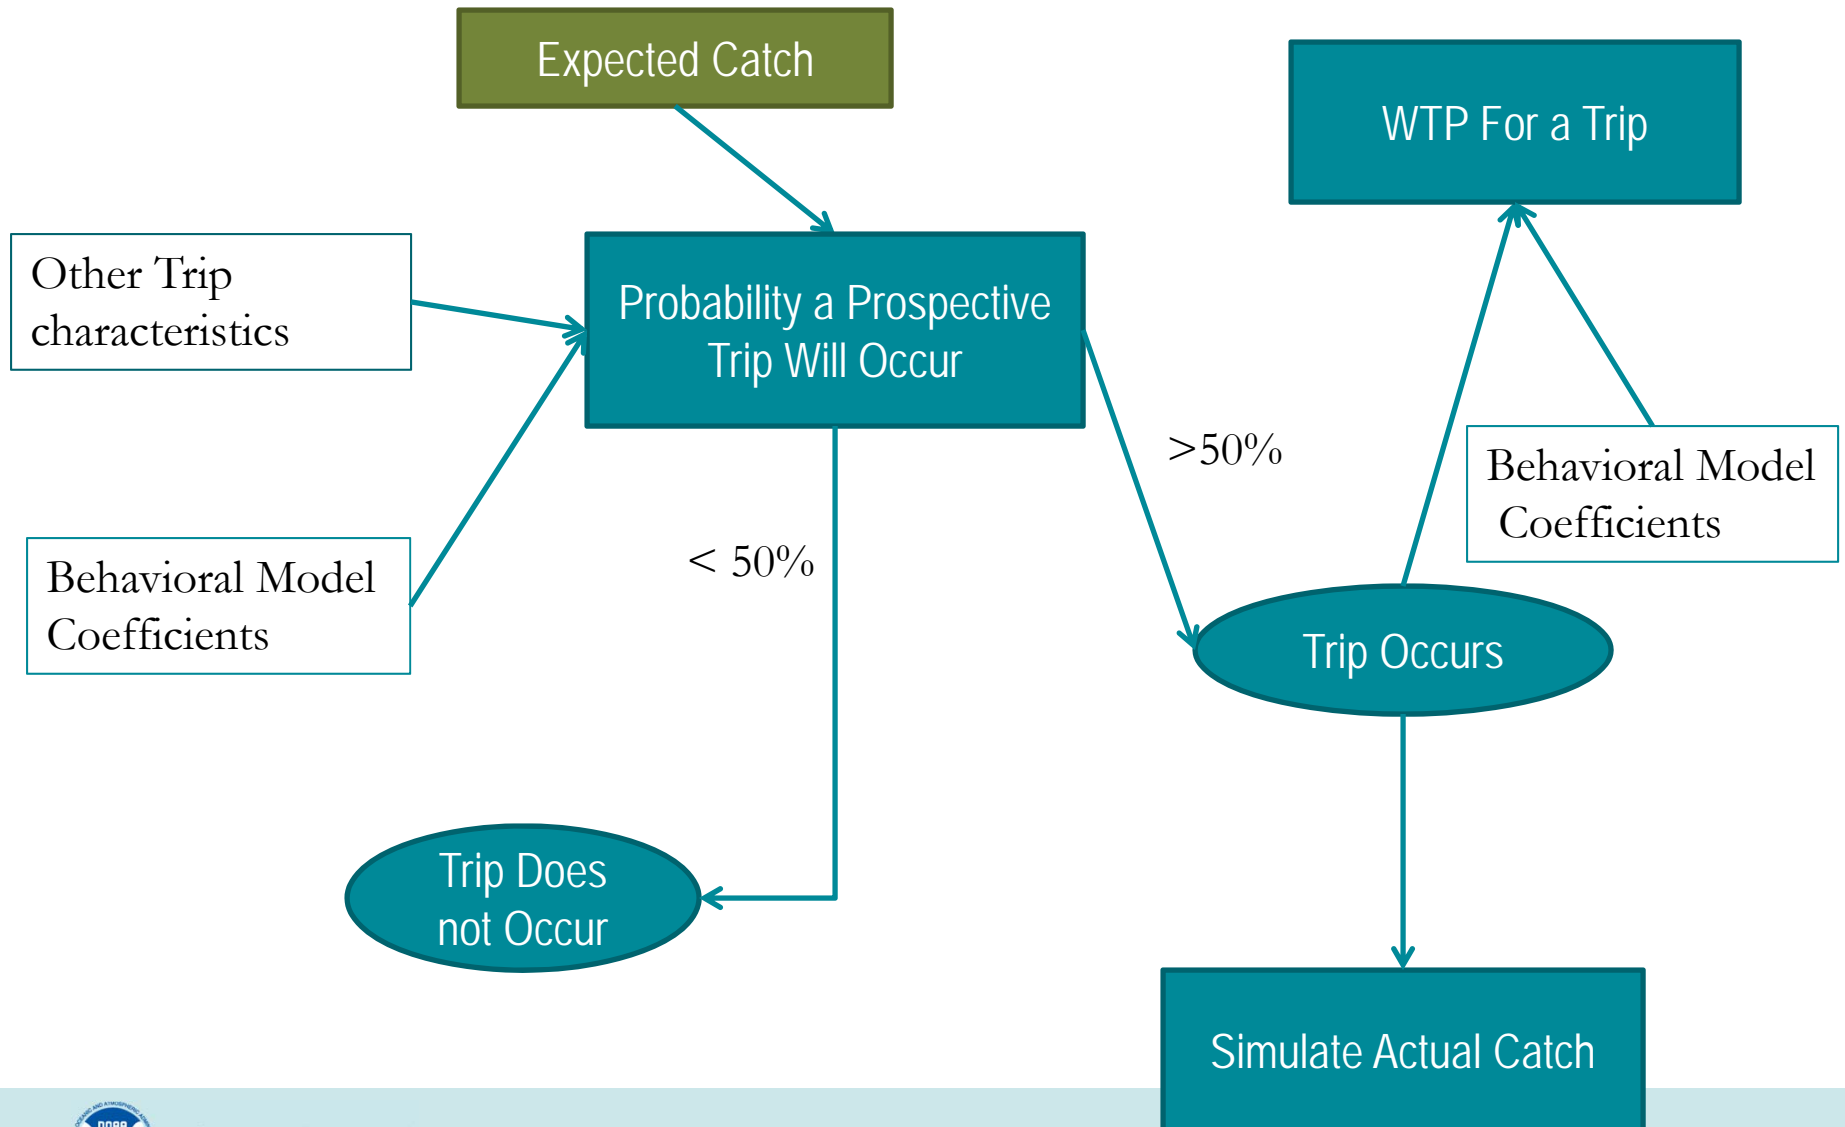 Expected Catch
WTP For a Trip
Other Trip
characteristics
Probability a Prospective
Trip Will Occur
>50%
Behavioral Model
Coefficients
< 50%
Behavioral Model
Coefficients
Trip Occurs
Trip Does
not Occur
Simulate Actual Catch